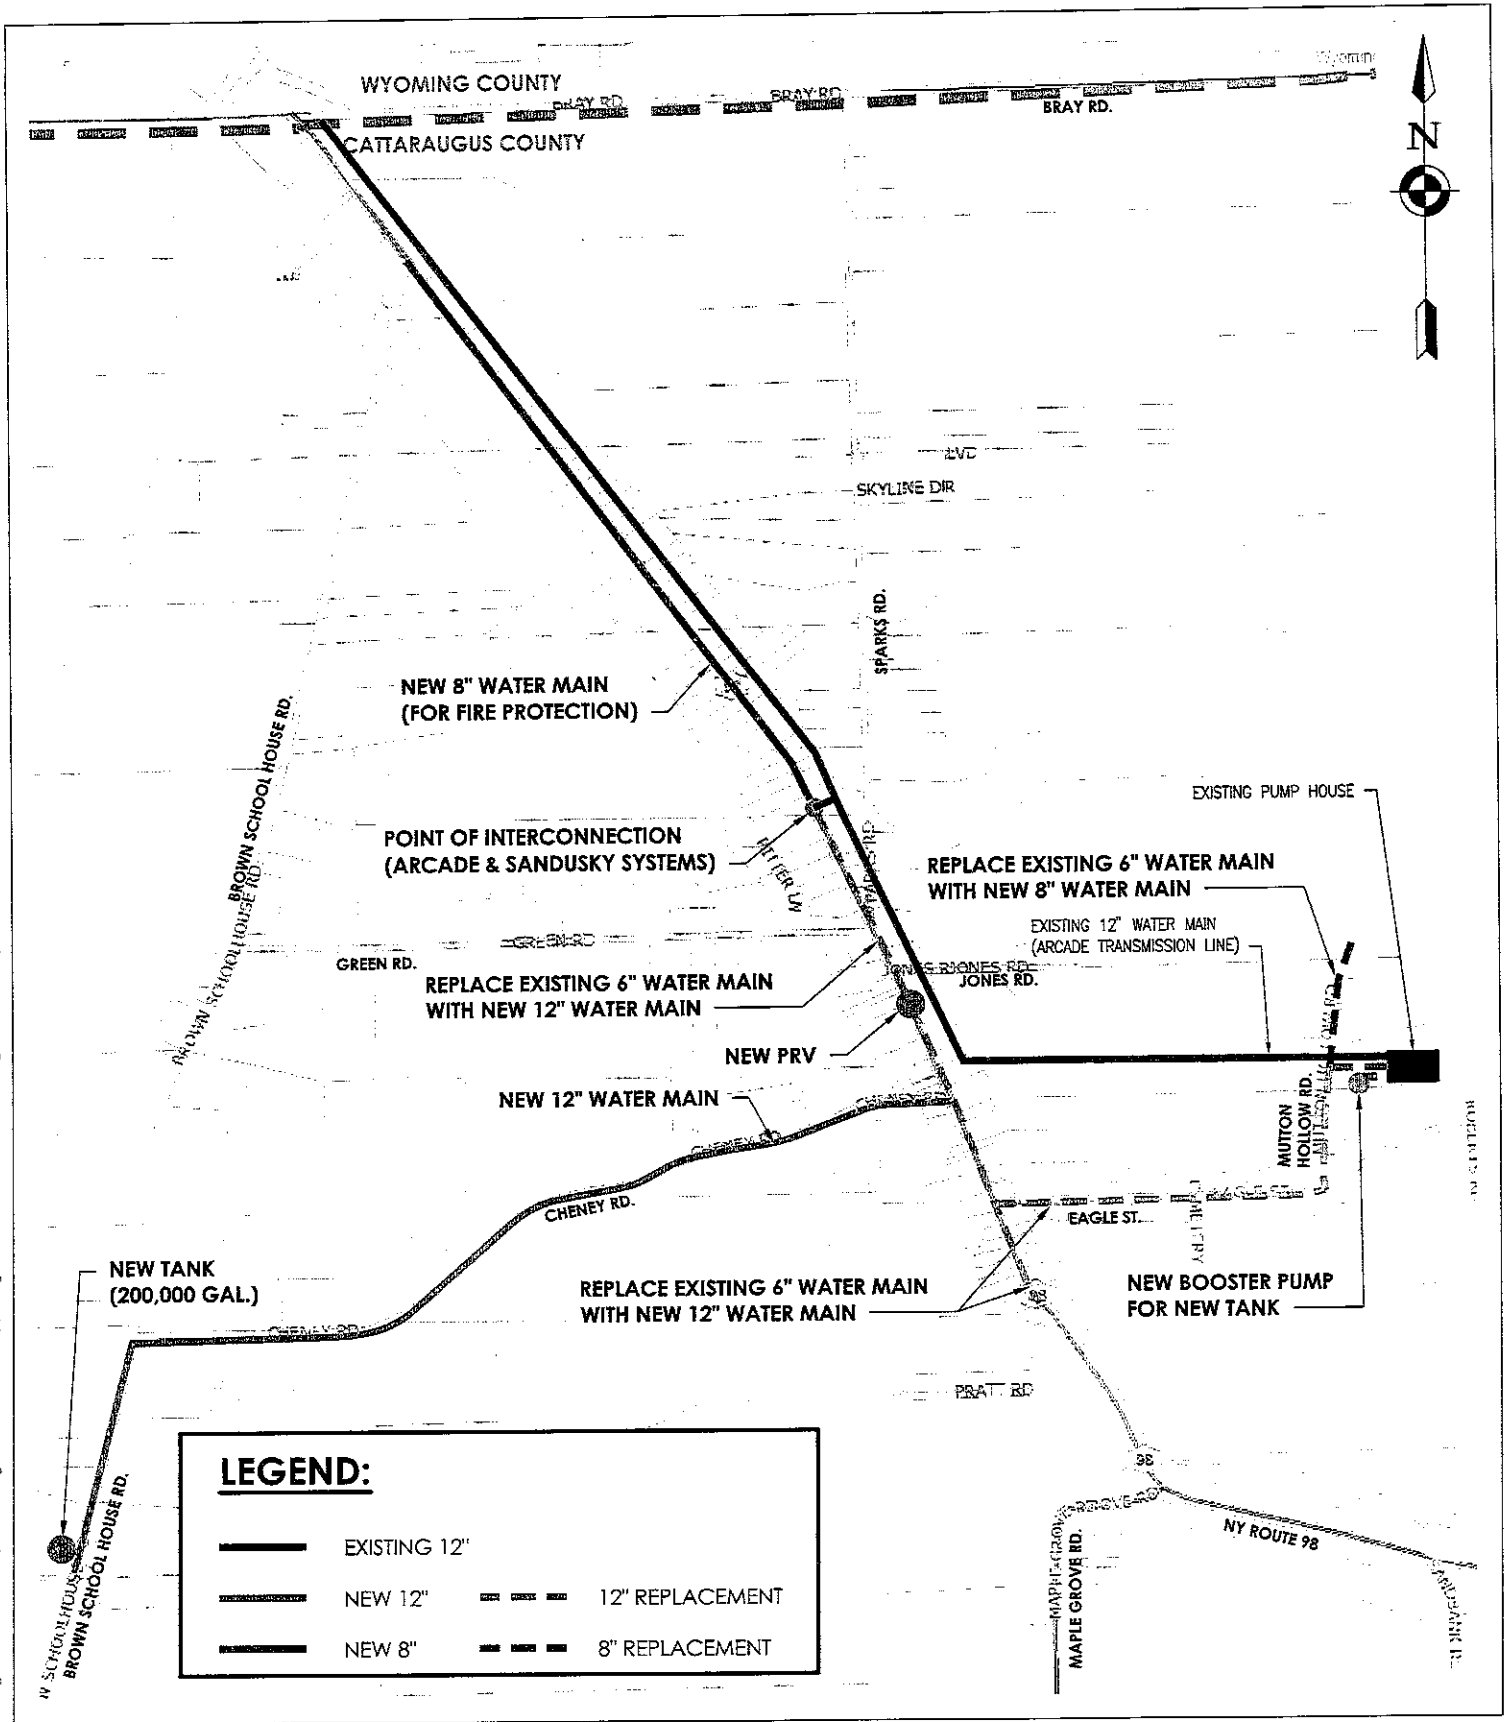 WYOMING COUNTY
BRAY RD.
BRAY RD.
BRAY RD.
CATTARAUGUS COUNTY
N
SKYLINE DIR
SPARKS RD.
NEW 8" WATER MAIN
(FOR FIRE PROTECTION)
BROWN SCHOOL HOUSE RD.
BROWN SCHOOLHOUSE RD
BROWN SCHOOLHOUSE RD
EXISTING PUMP HOUSE
POINT OF INTERCONNECTION
(ARCADE & SANDUSKY SYSTEMS)
REPLACE EXISTING 6" WATER MAIN
WITH NEW 8" WATER MAIN
EXISTING 12" WATER MAIN
(ARCADE TRANSMISSION LINE)
GREEN RD
GREEN RD.
JONES RD.
REPLACE EXISTING 6" WATER MAIN
WITH NEW 12" WATER MAIN
NEW PRV
NEW 12" WATER MAIN
MUTTON
HOLLOW RD.
CHENEY RD
CHENEY RD.
EAGLE ST.
NEW TANK
(200,000 GAL.)
CHENEY RD
REPLACE EXISTING 6" WATER MAIN
WITH NEW 12" WATER MAIN
98
NEW BOOSTER PUMP
FOR NEW TANK
PRATT RD
98
NY ROUTE 98
MAPLE GROVE RD.
BROWN SCHOOL HOUSE RD.
LEGEND:
EXISTING 12"
NEW 12"
12" REPLACEMENT
NEW 8"
8" REPLACEMENT